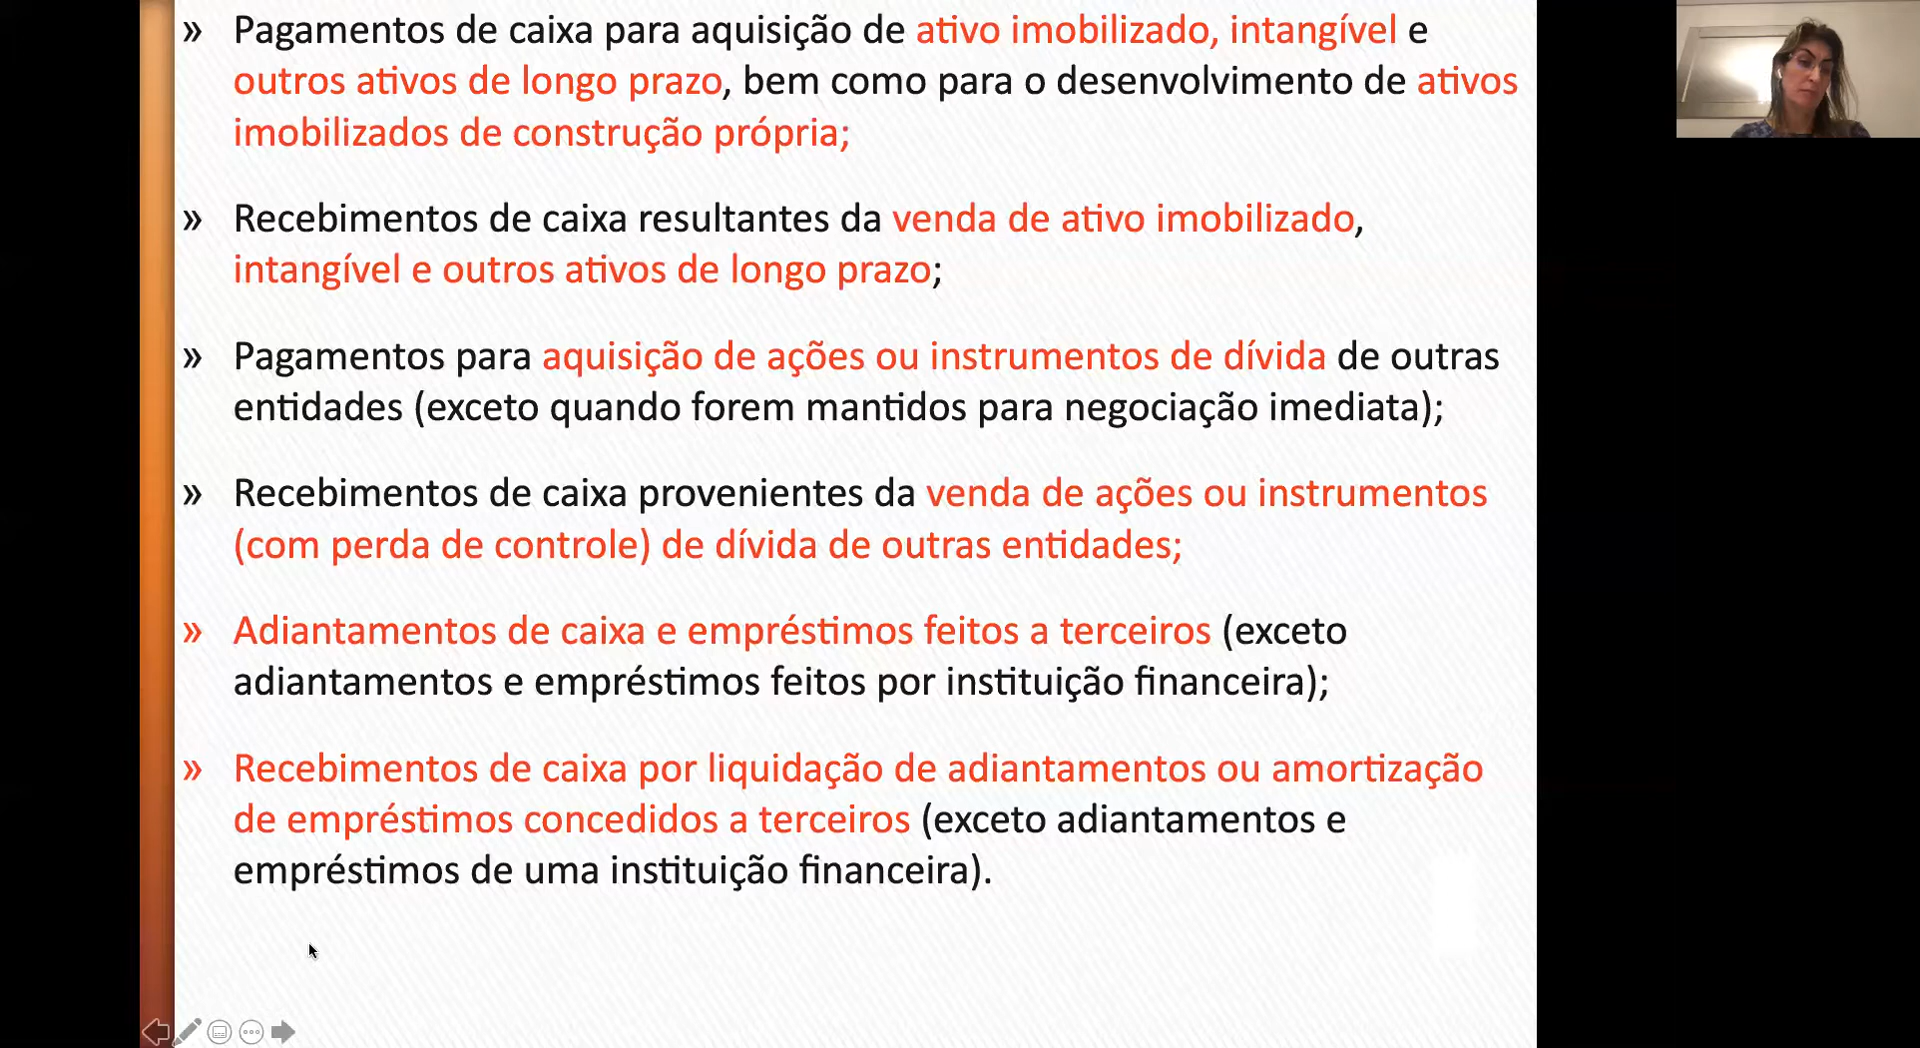 » Pagamentos de caixa para aquisição de ativo imobilizado, intangível e
outros ativos de longo prazo, bem como para o desenvolvimento de ativos
imobilizados de construção própria;
» Recebimentos de caixa resultantes da venda de ativo imobilizado,
intangível e outros ativos de longo prazo;
» Pagamentos para aquisição de ações ou instrumentos de dívida de outras
entidades (exceto quando forem mantidos para negociação imediata);
» Recebimentos de caixa provenientes da venda de ações ou instrumentos
(com perda de controle) de dívida de outras entidades;
» Adiantamentos de caixa e empréstimos feitos a terceiros (exceto
adiantamentos e empréstimos feitos por instituição financeira);
» Recebimentos de caixa por liquidação de adiantamentos ou amortização
de empréstimos concedidos a terceiros (exceto adiantamentos e
empréstimos de uma instituição financeira).